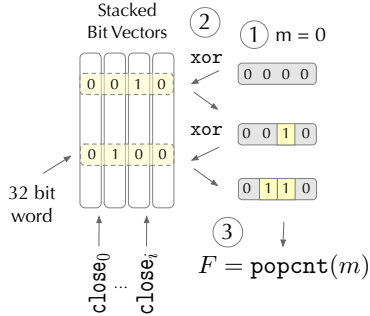 Stacked
Bit Vectors
2
1 m = 0
xor
0 0 0 0
0 0 1 0
xor
0 0 1 0
0 1 0 0
0 1 1 0
32 bit
word
3
F = popcnt(m)
close0
...
closei